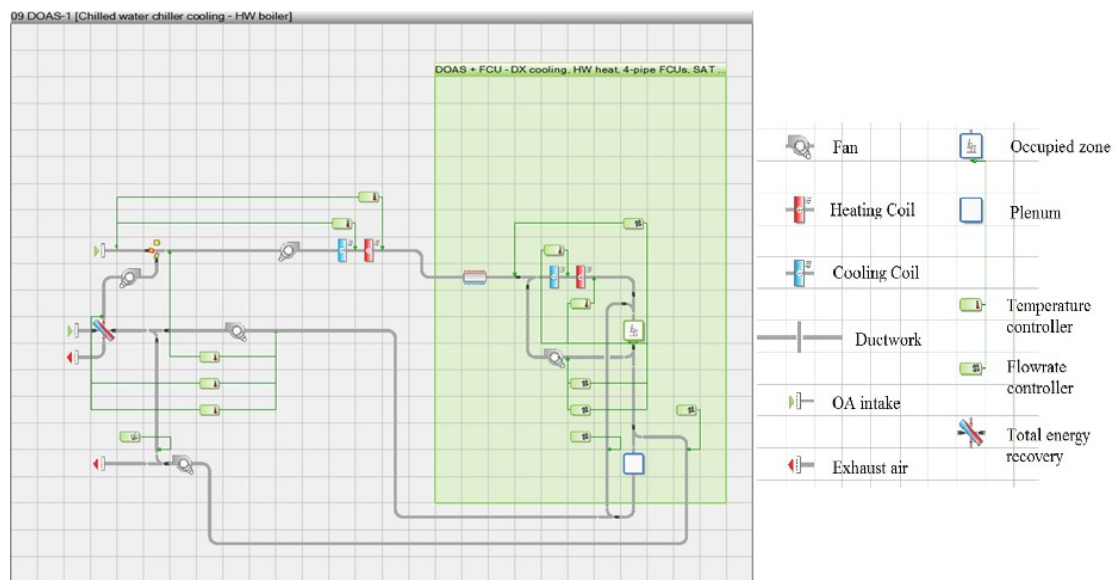 09 DOAS-1 [Chilled water chiller cooling - HW boiler]
DOAS + FCU - DX cooling, HW heat, 4-pipe FCUs, SAT ...
Fan
Occupied zone
Heating Coil
Plenum
Cooling Coil
Temperature
controller
Ductwork
Flowrate
controller
OA intake
Total energy
recovery
Exhaust air